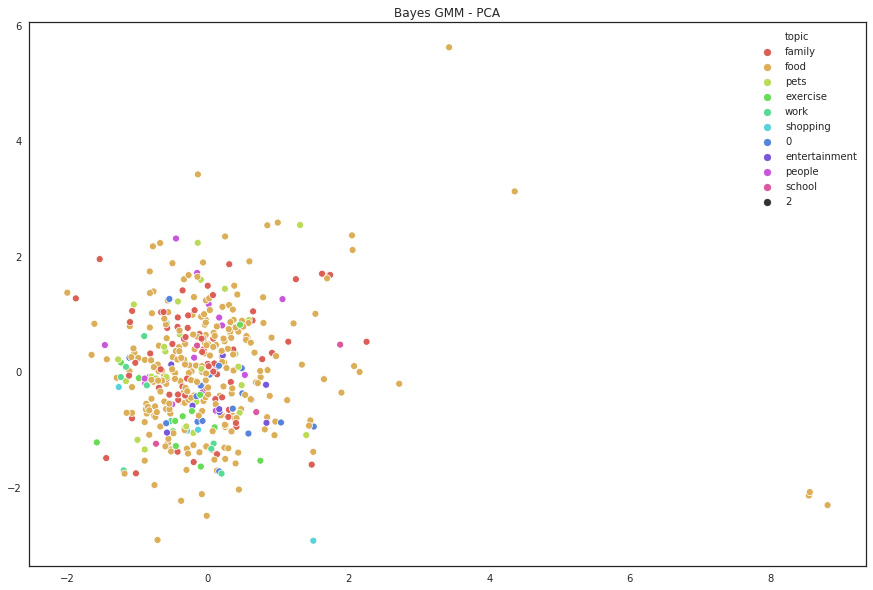 Bayes GMM - PCA
6
4
2
0
−2
−2
0
2
4
6
8
topic
family
food
pets
exercise
work
shopping
0
entertainment
people
school
2